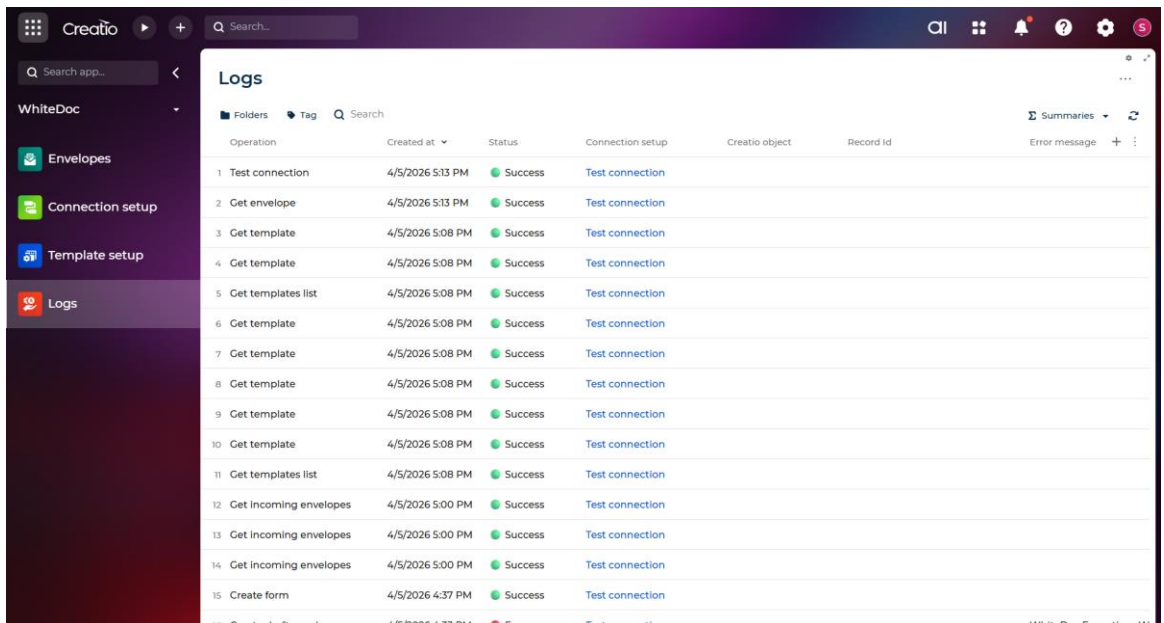 Creatio
Search...
S
Search app...
WhiteDoc
Envelopes
Connection setup
Template setup
Logs
Logs
Folders Tag Search Summaries
Operation Created at Status Connection setup Creatio object Record Id Error message
1 Test connection 4/5/2026 5:13 PM Success Test connection
2 Get envelope 4/5/2026 5:13 PM Success Test connection
3 Get template 4/5/2026 5:08 PM Success Test connection
4 Get template 4/5/2026 5:08 PM Success Test connection
5 Get templates list 4/5/2026 5:08 PM Success Test connection
6 Get template 4/5/2026 5:08 PM Success Test connection
7 Get template 4/5/2026 5:08 PM Success Test connection
8 Get template 4/5/2026 5:08 PM Success Test connection
9 Get template 4/5/2026 5:08 PM Success Test connection
10 Get template 4/5/2026 5:08 PM Success Test connection
11 Get templates list 4/5/2026 5:08 PM Success Test connection
12 Get incoming envelopes 4/5/2026 5:00 PM Success Test connection
13 Get incoming envelopes 4/5/2026 5:00 PM Success Test connection
14 Get incoming envelopes 4/5/2026 5:00 PM Success Test connection
15 Create form 4/5/2026 4:37 PM Success Test connection